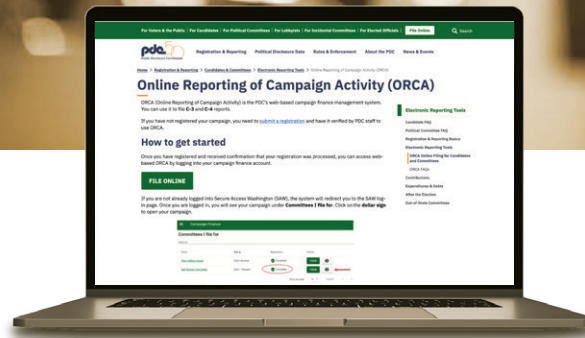 For Voters & the Public | For Candidates | For Political Committees | For Lobbyists | For Incidental Committees | For Elected Officials | File Online Search
pdc
Registration & Reporting Political Disclosure Data Rules & Enforcement About the PDC News & Events
Home > Registration & Reporting > Candidates & Committees > Electronic Reporting Tools > Online Reporting of Campaign Activity (ORCA)
Online Reporting of Campaign Activity (ORCA)
ORCA (Online Reporting of Campaign Activity) is the PDC's web-based campaign finance management system.
You can use it to file C-3 and C-4 reports.
If you have not registered your campaign, you need to submit a registration and have it verified by PDC staff to
use ORCA.
How to get started
Once you have registered and received confirmation that your registration was processed, you can access web-
based ORCA by logging into your campaign finance account.
FILE ONLINE
If you are not already logged into Secure Access Washington (SAW), the system will redirect you to the SAW log-
in page. Once you are logged in, you will see your campaign under Committees I file for. Click on the dollar sign
to open your campaign.
Campaign Finance
Committees I file for
Electronic Reporting Tools
Candidate FAQ
Political Committee FAQ
Registration & Reporting Basics
Electronic Reporting Tools
ORCA Online Filing for Candidates
and Committees
ORCA FAQs
Contributions
Expenditures & Debts
After the Election
Out-of-State Committees